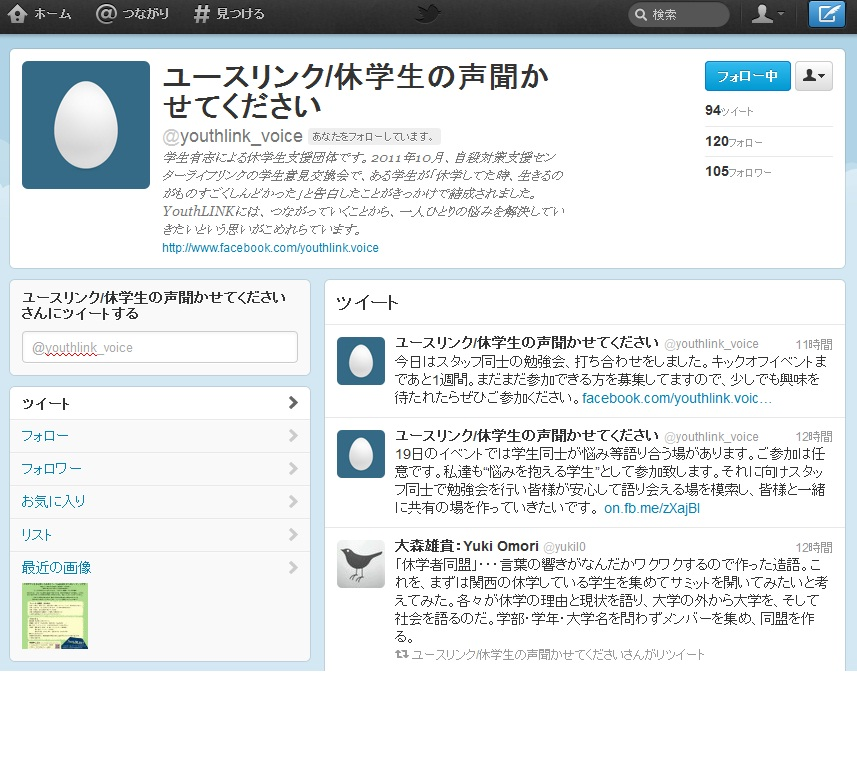 ホーム
つながり
見つける
検索
ユースリンク/休学生の声聞か
せてください
@youthlink_voice あなたをフォローしています。
学生有志による休学生支援団体です。2011年10月、自殺対策支援セン
ターライフリンクの学生意見交換会で、ある学生が「休学してた時、生きるの
がものすごくしんどかった」と告白したことがきっかけで結成されました。
YouthLINKには、つながっていくことから、一人ひとりの悩みを解決してい
きたいという思いがこめられています。
http://www.facebook.com/youthlink.voice
フォロー中
94ツイート
120フォロー
105フォロワー
ユースリンク/休学生の声聞かせてください
さんにツイートする
@youthlink_voice
ツイート
フォロー
フォロワー
お気に入り
リスト
最近の画像
ツイート
ユースリンク/休学生の声聞かせてください @youthlink_voice 11時間
今日はスタッフ同士の勉強会、打ち合わせをしました。キックオフイベントま
であと1週間。まだまだ参加できる方を募集してますので、少しでも興味を
待たれたらぜひご参加ください。facebook.com/youthlink.voic…
ユースリンク/休学生の声聞かせてください @youthlink_voice 12時間
19日のイベントでは学生同士が悩み等語り合う場があります。ご参加は任
意です。私達も“悩みを抱える学生”として参加致します。それに向けスタッ
フ同士で勉強会を行い皆様が安心して語り会える場を模索し、皆様と一緒
に共有の場を作っていきたいです。 on.fb.me/zXajBl
大森雄貴:Yuki Omori @yukil0 12時間
「休学者同盟」・・・言葉の響きがなんだかワクワクするので作った造語。こ
れを、まずは関西の休学している学生を集めてサミットを開いてみたいと考
えてみた。各々が休学の理由と現状を語り、大学の外から大学を、そして
社会を語るのだ。学部・学年・大学名を問わずメンバーを集め、同盟を作
る。
ユースリンク/休学生の声聞かせてくださいさんがリツイート